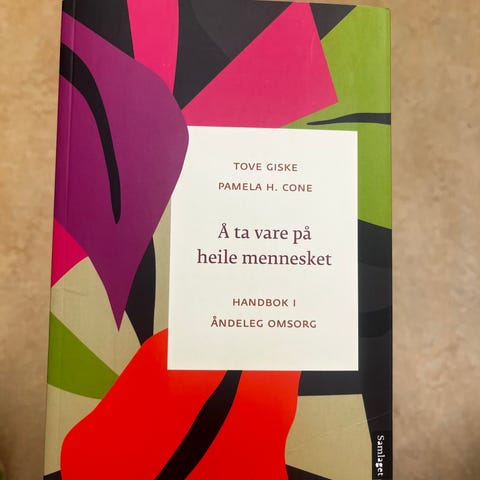 TOVE GISKE
PAMELA H. CONE
Å ta vare på
heile mennesket
HANDBOK I
ÅNDELEG OMSORG
Samlaget